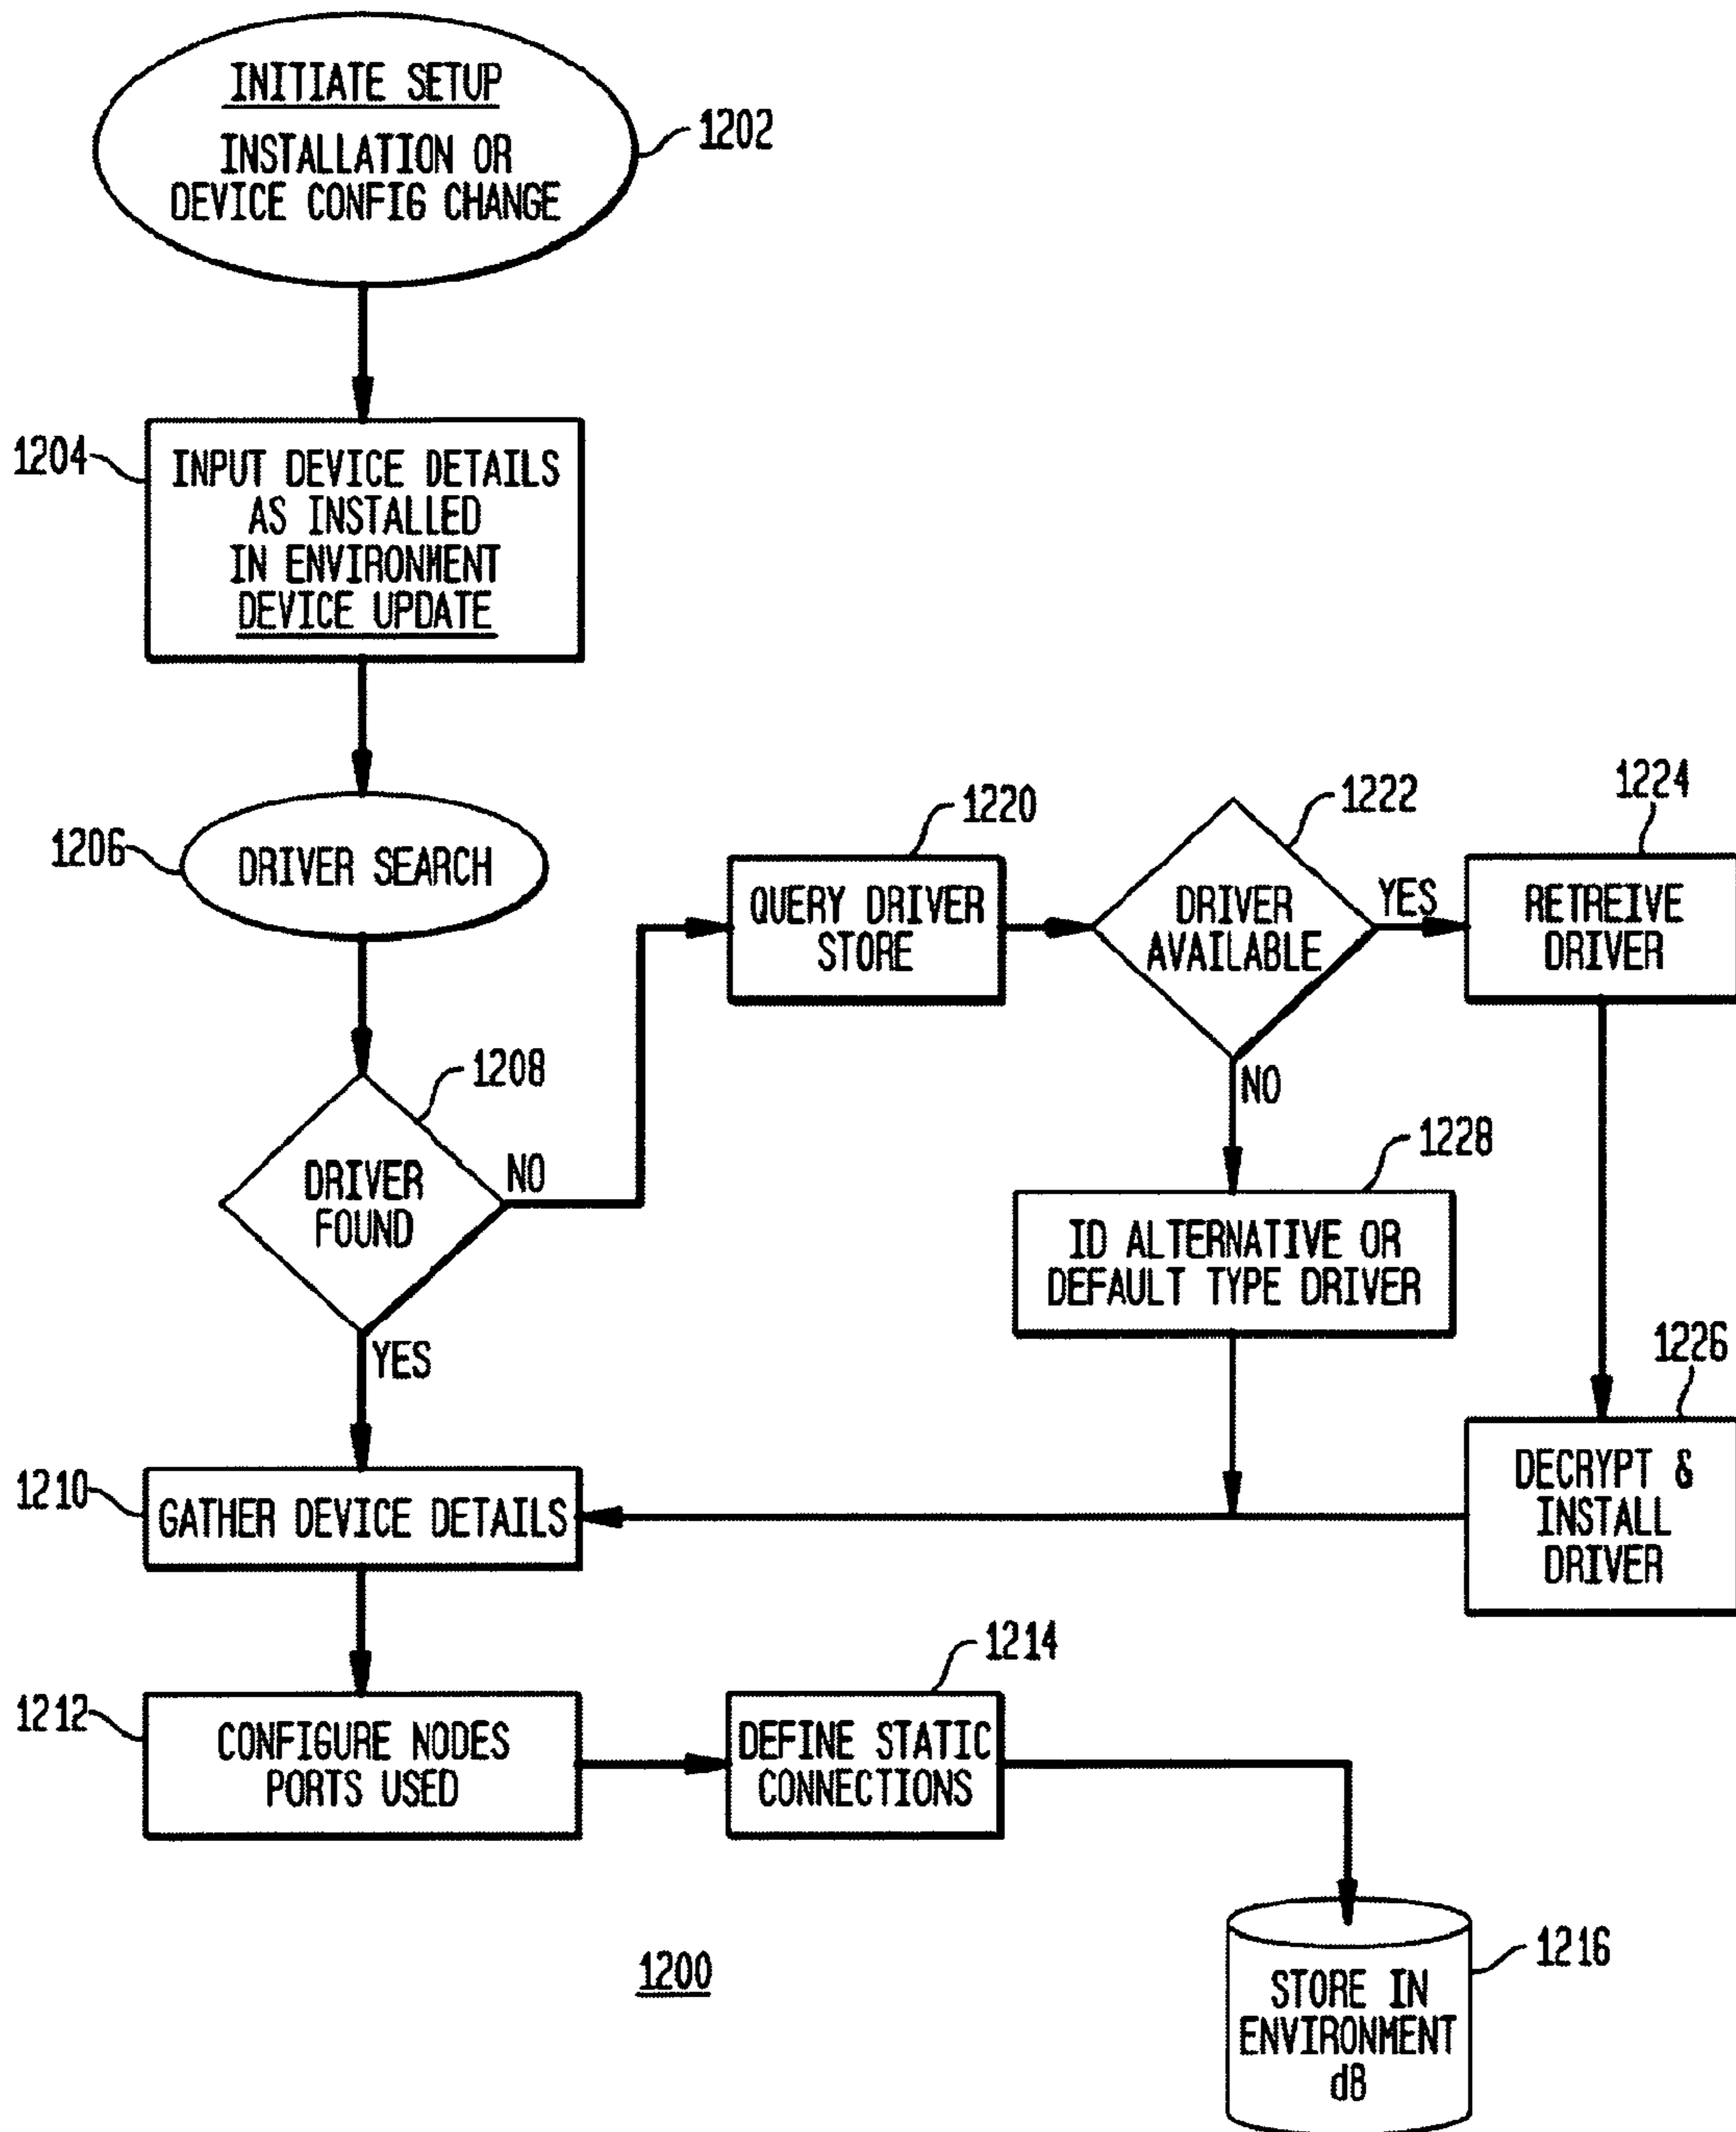 INITIATE SETUP
INSTALLATION OR
DEVICE CONFIG CHANGE
1202
1204
INPUT DEVICE DETAILS
AS INSTALLED
IN ENVIRONMENT
DEVICE UPDATE
1206
DRIVER SEARCH
1208
DRIVER
FOUND
NO
YES
1220
QUERY DRIVER
STORE
1222
DRIVER
AVAILABLE
YES
NO
1224
RETREIVE
DRIVER
1228
ID ALTERNATIVE OR
DEFAULT TYPE DRIVER
1226
DECRYPT &
INSTALL
DRIVER
1210
GATHER DEVICE DETAILS
1212
CONFIGURE NODES
PORTS USED
1214
DEFINE STATIC
CONNECTIONS
1216
STORE IN
ENVIRONMENT
dB
1200